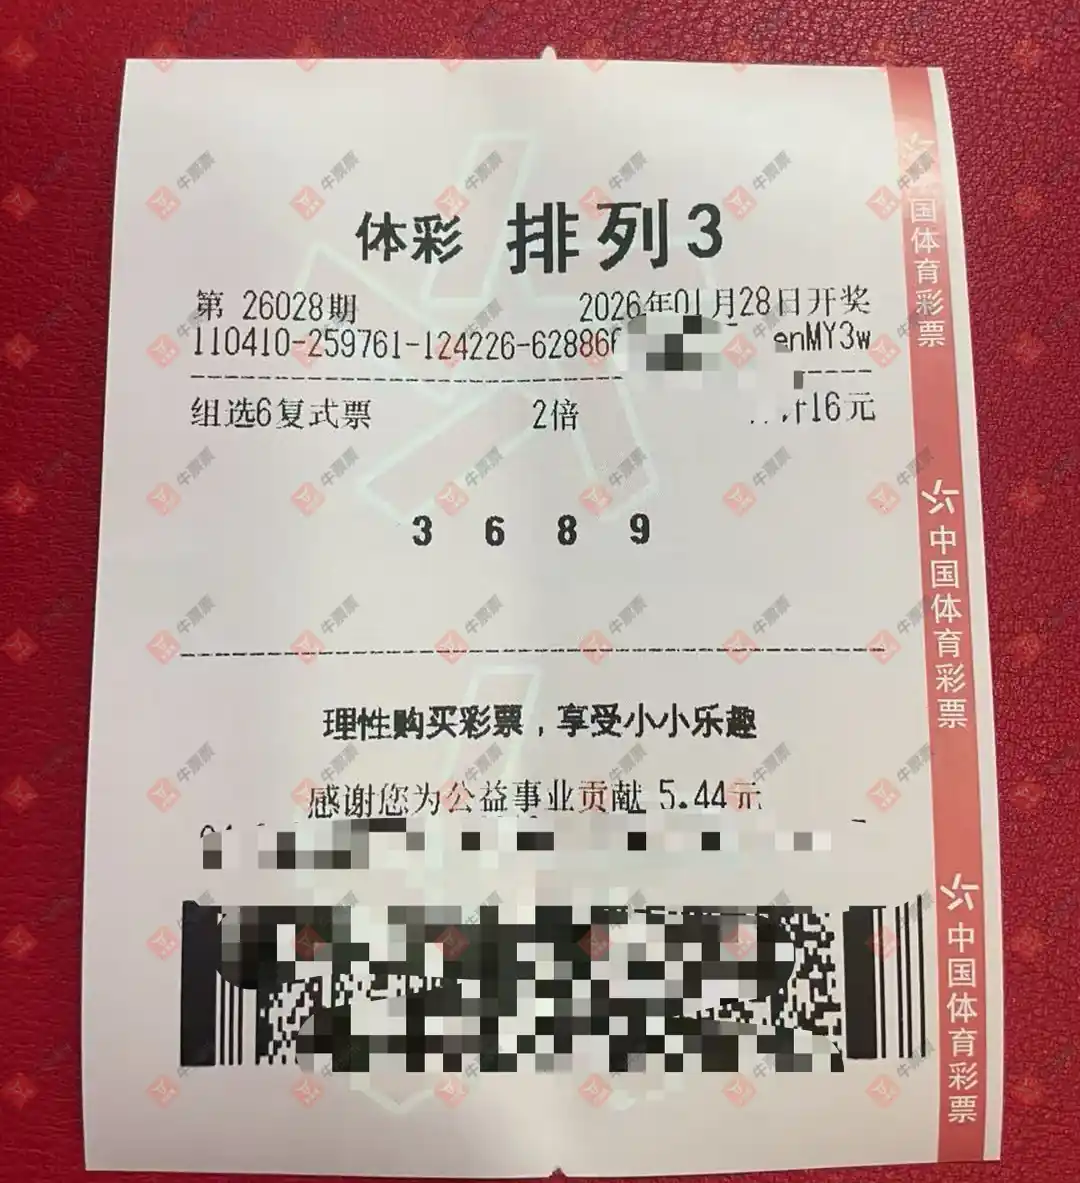 体彩 排列3
第 26028期 2026年01月28日开奖
110410-259761-124226-62886 enMY3w
组选6复式票 2倍 16元
3 6 8 9
理性购买彩票，享受小小乐趣
感谢您为公益事业贡献 5.44元
国体育彩票
中国体育彩票
中国体育彩票
牛票票